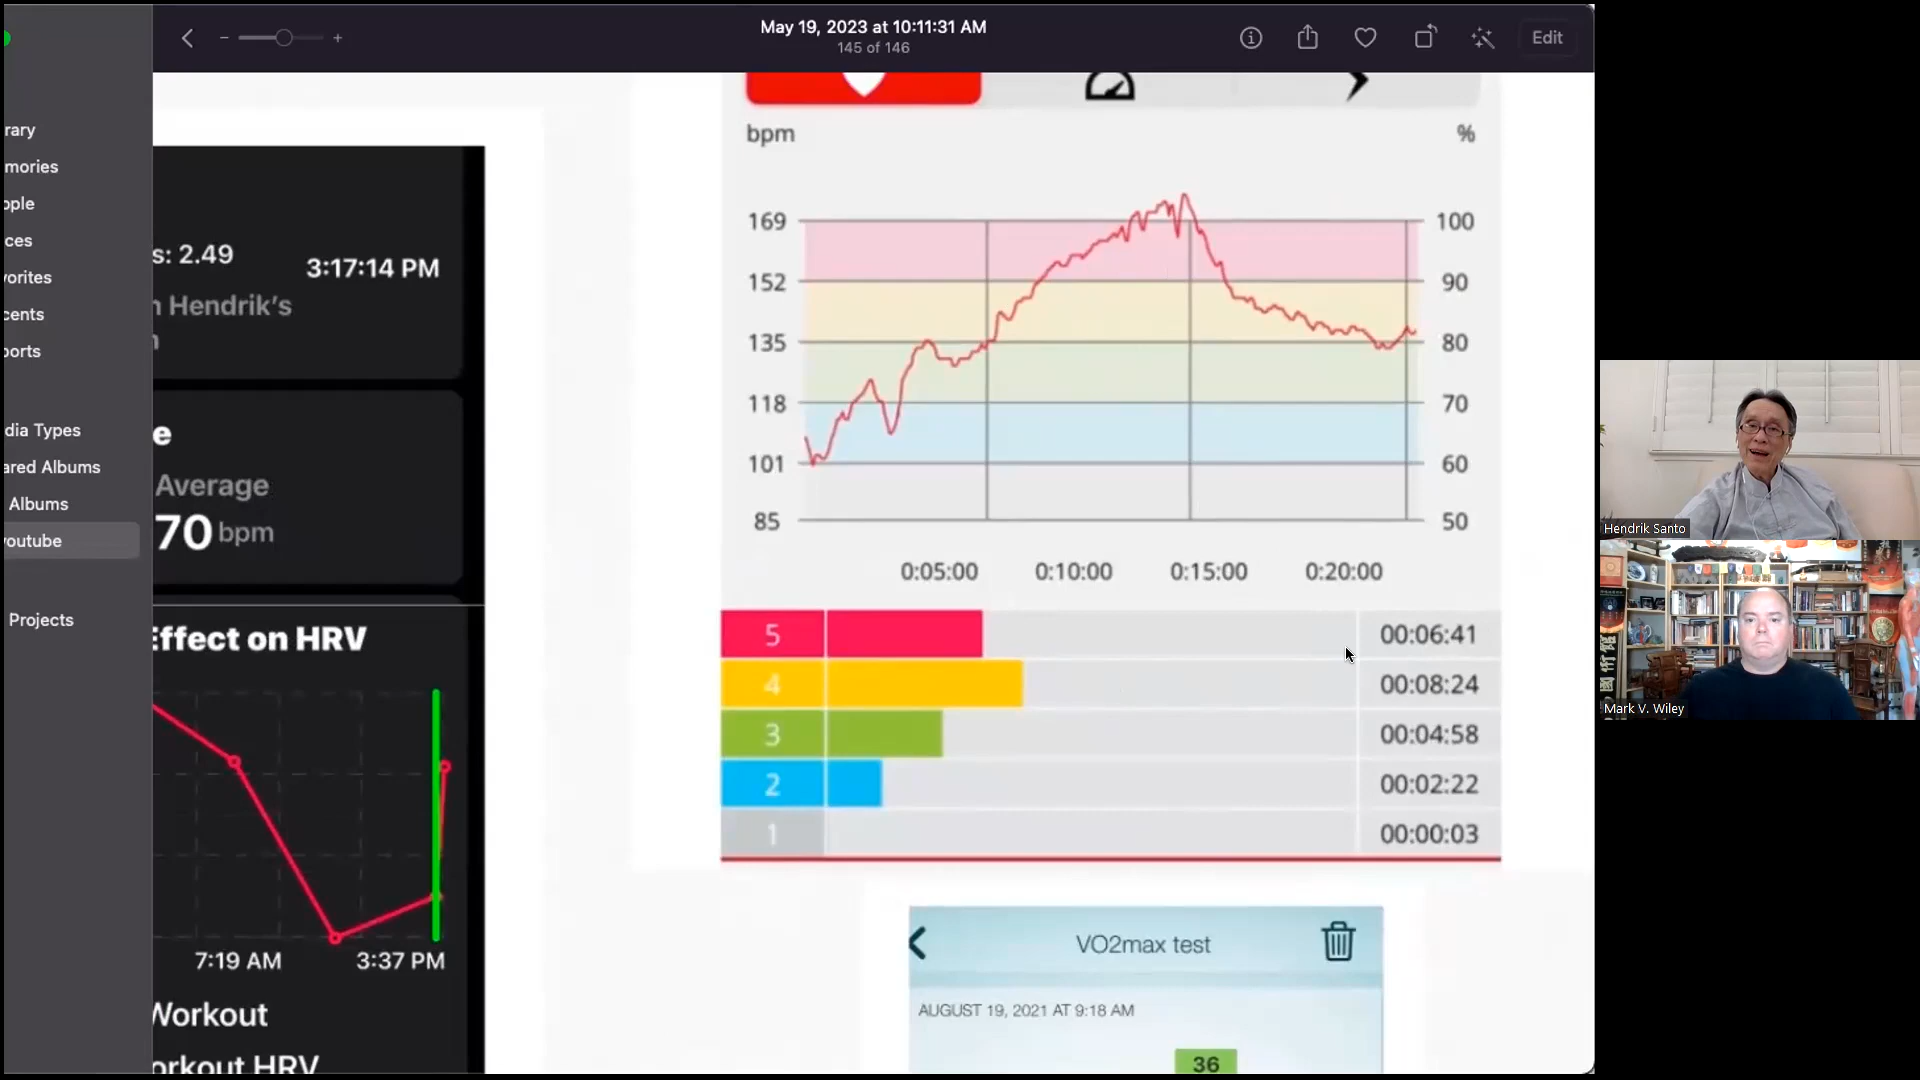 May 19, 2023 at 10:11:31 AM
145 of 146
Edit
rary
mories
ople
ces
vorites
cents
ports
dia Types
ared Albums
Albums
youtube
Projects
s: 2.49
3:17:14 PM
n Hendrik's
e
Average
70 bpm
Effect on HRV
7:19 AM
3:37 PM
Workout
orkout HRV
bpm
%
169
100
152
90
135
80
118
70
101
60
85
50
0:05:00
0:10:00
0:15:00
0:20:00
5
00:06:41
4
00:08:24
3
00:04:58
2
00:02:22
1
00:00:03
VO2max test
AUGUST 19, 2021 AT 9:18 AM
36
Hendrik Santo
Mark V. Wiley